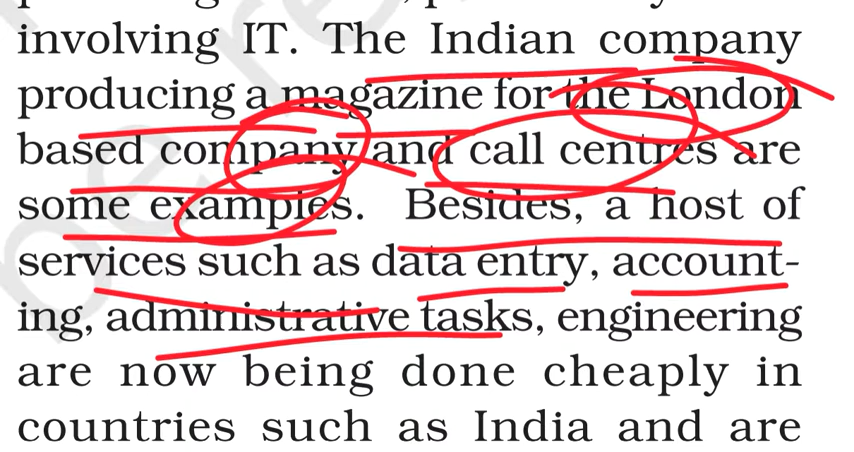 involving IT. The Indian company
producing a magazine for the London
based company and call centres are
some examples. Besides, a host of
services such as data entry, account-
ing, administrative tasks, engineering
are now being done cheaply in
countries such as India and are